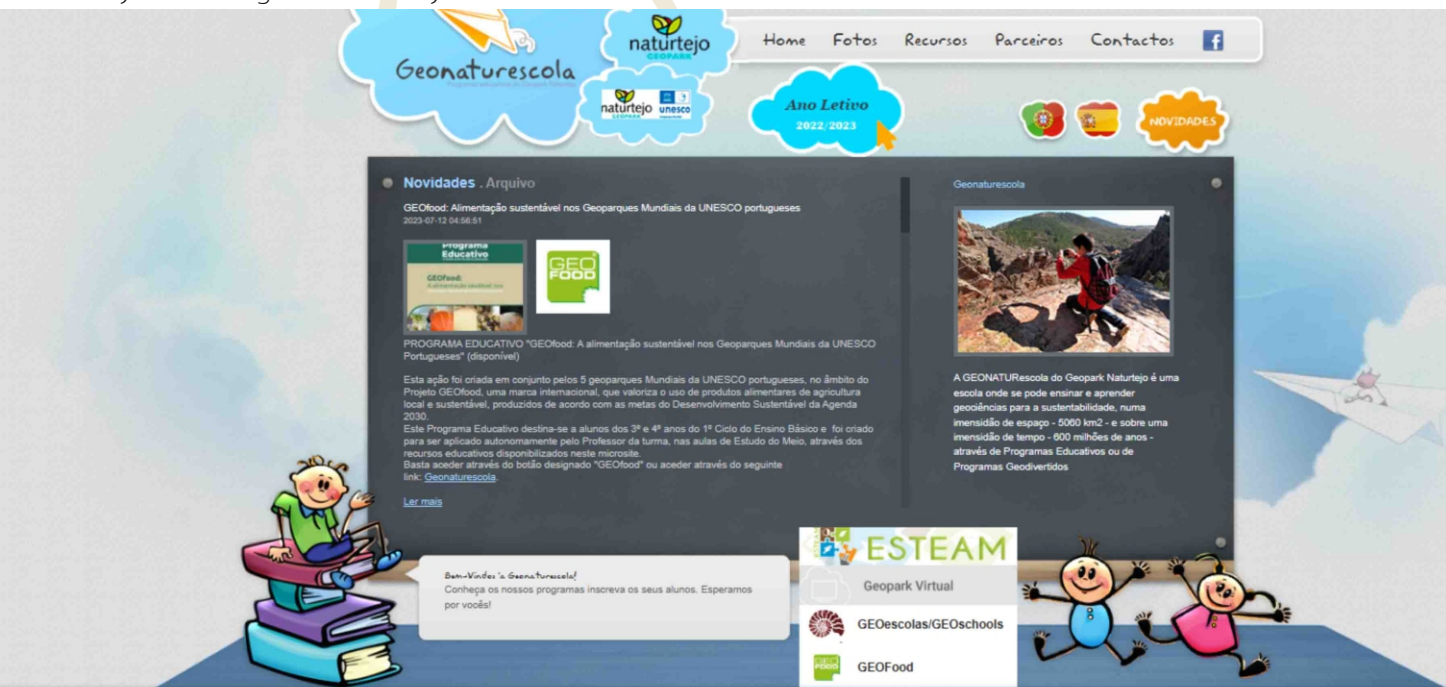 Geonaturescola
naturtejo
GEOPARK
naturtejo
GEOPARK
unesco
Home Fotos Recursos Parceiros Contactos
Ano Letivo
2022/2023
NOVIDADES
Novidades . Arquivo
GEOfood: Alimentação sustentável nos Geoparques Mundiais da UNESCO portugueses
2023-07-12 04:56:51
Programa
Educativo
GEOfood:
GEO
FOOD
PROGRAMA EDUCATIVO "GEOfood: A alimentação sustentável nos Geoparques Mundiais da UNESCO
Portugueses" (disponível)
Esta ação foi criada em conjunto pelos 5 geoparques Mundiais da UNESCO portugueses, no âmbito do
Projeto GEOfood, uma marca internacional, que valoriza o uso de produtos alimentares de agricultura
local e sustentável, produzidos de acordo com as metas do Desenvolvimento Sustentável da Agenda
2030.
Este Programa Educativo destina-se a alunos dos 3º e 4º anos do 1º Ciclo do Ensino Básico e foi criado
para ser aplicado autonomamente pelo Professor da turma, nas aulas de Estudo do Meio, através dos
recursos educativos disponibilizados neste microsite.
Basta aceder através do botão designado "GEOfood" ou aceder através do seguinte
link: Geonaturescola.
Ler mais
Geonaturescola
A GEONATURescola do Geopark Naturtejo é uma
escola onde se pode ensinar e aprender
geociências para a sustentabilidade, numa
imensidão de espaço - 5060 km2 - e sobre uma
imensidão de tempo - 600 milhões de anos -
através de Programas Educativos ou de
Programas Geodivertidos
Bem-Vindos 'a Geonaturescola!
Conheça os nossos programas inscreva os seus alunos. Esperamos
por vocês!
ESTEAM
Geopark Virtual
GEOescolas/GEOschools
GEO
FOOD
GEOFood